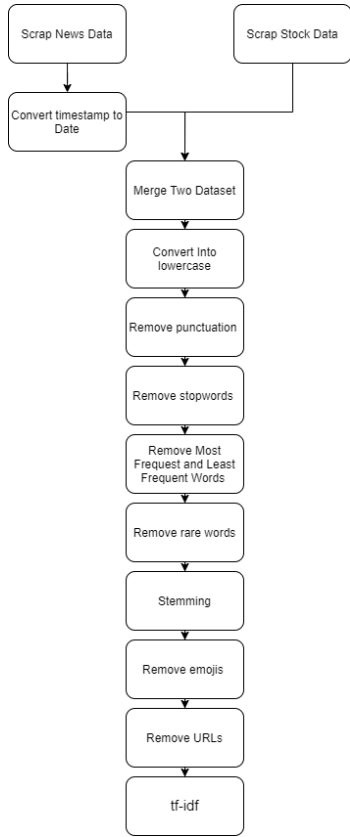 Scrap News Data
Scrap Stock Data
Convert timestamp to
Date
Merge Two Dataset
Convert Into
lowercase
Remove punctuation
Remove stopwords
Remove Most
Frequest and Least
Frequent Words
Remove rare words
Stemming
Remove emojis
Remove URLs
tf-idf